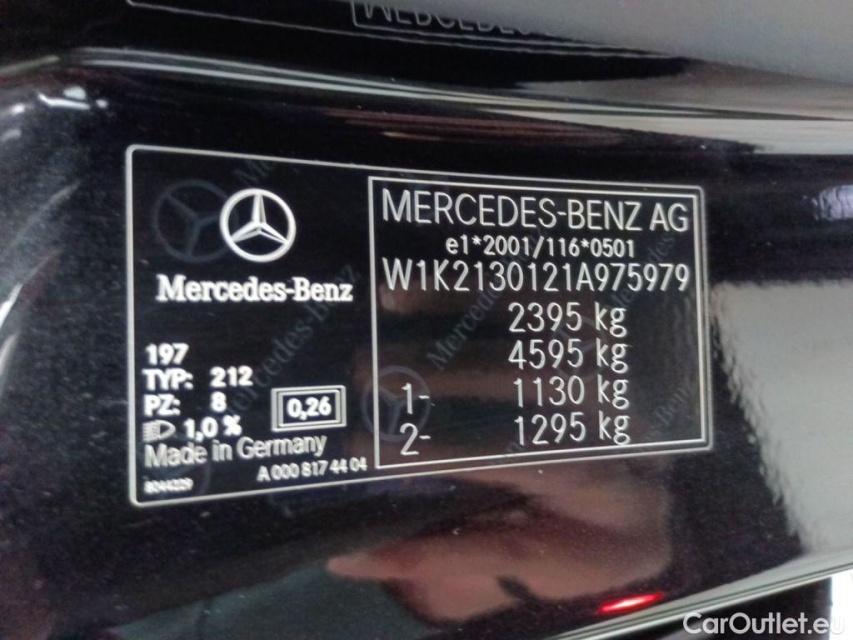 Mercedes-Benz
197
TYP: 212
PZ: 8
1,0 %
0,26
Made in Germany
A 000 817 44 04
MERCEDES-BENZ AG
e1*2001/116*0501
W1K2130121A975979
2395 kg
4595 kg
1- 1130 kg
2- 1295 kg
CarOutlet.eu